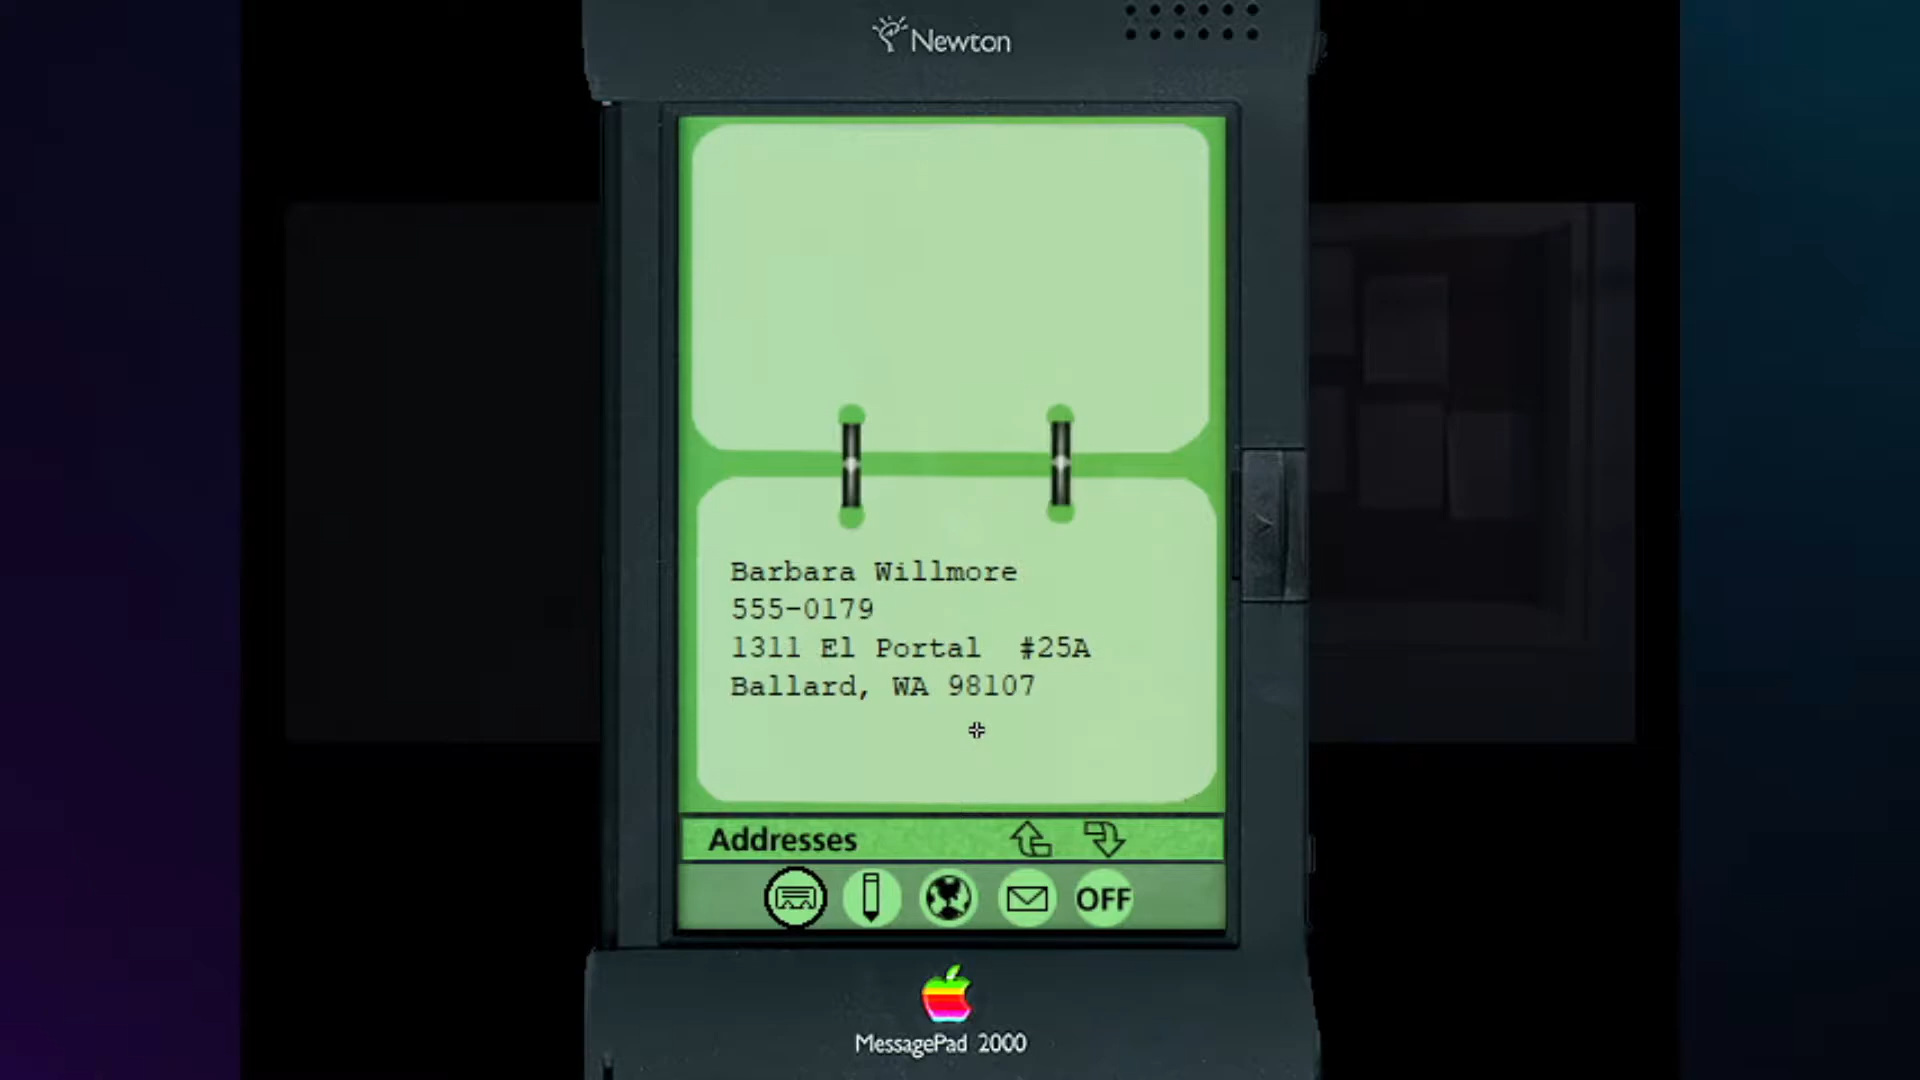 Newton
Barbara Willmore
555-0179
1311 El Portal #25A
Ballard, WA 98107
Addresses
OFF
MessagePad 2000